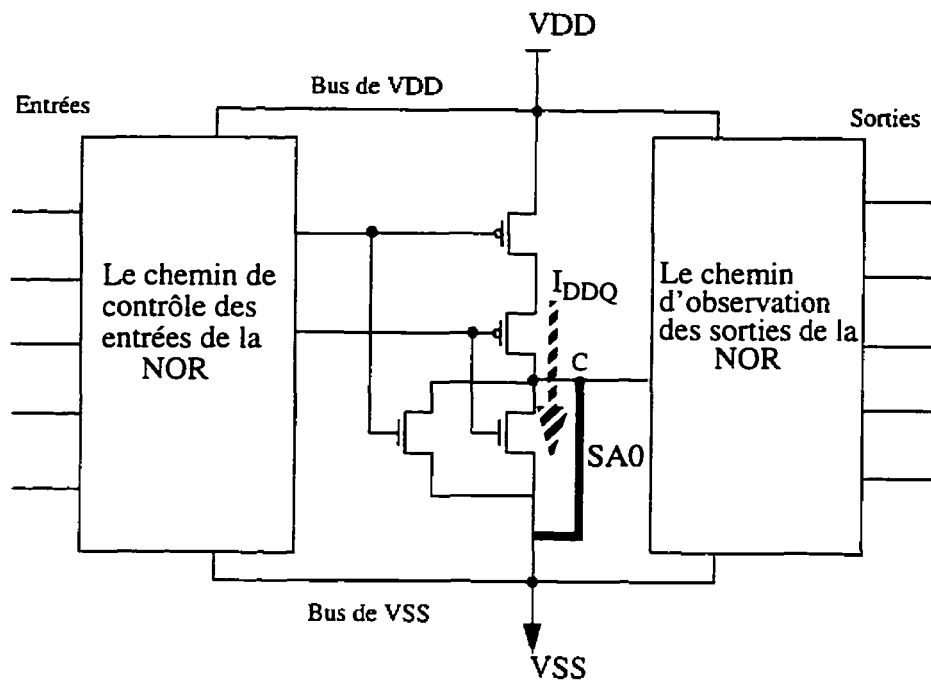 VDD
Bus de VDD
Entrées
Sorties
Le chemin de
contrôle des
entrées de la
NOR
IDDQ
C
SA0
Le chemin
d'observation
des sorties de la
NOR
Bus de VSS
VSS